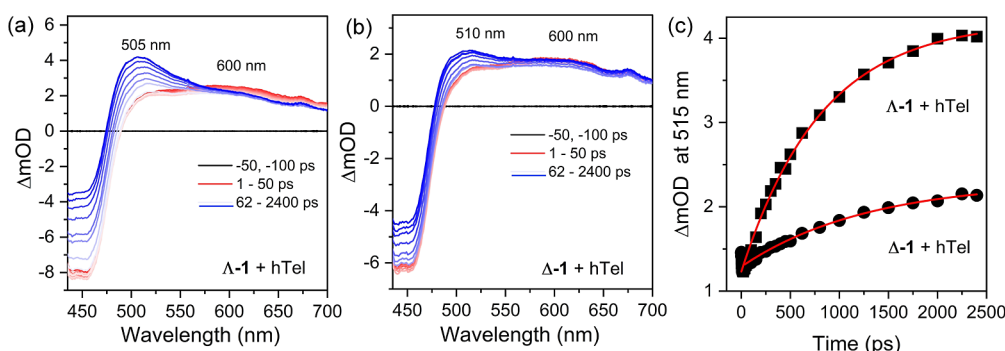 (a)
505 nm
600 nm
ΔmOD
6
4
2
0
-2
-4
-6
-8
-50, -100 ps
1 - 50 ps
62 - 2400 ps
Λ-1 + hTel
450 500 550 600 650 700
Wavelength (nm)
(b)
510 nm
600 nm
ΔmOD
4
2
0
-2
-4
-6
-50, -100 ps
1 - 50 ps
62 - 2400 ps
Δ-1 + hTel
450 500 550 600 650 700
Wavelength (nm)
(c)
ΔmOD at 515 nm
4
3
2
1
Λ-1 + hTel
Δ-1 + hTel
0 500 1000 1500 2000 2500
Time (ps)